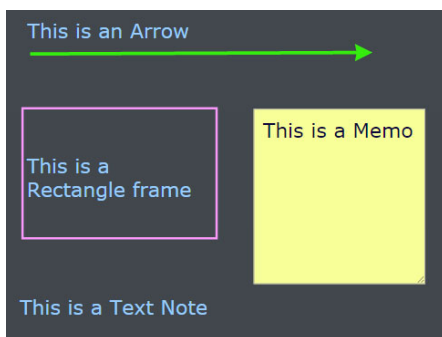 This is an Arrow
This is a
Rectangle frame
This is a Memo
This is a Text Note